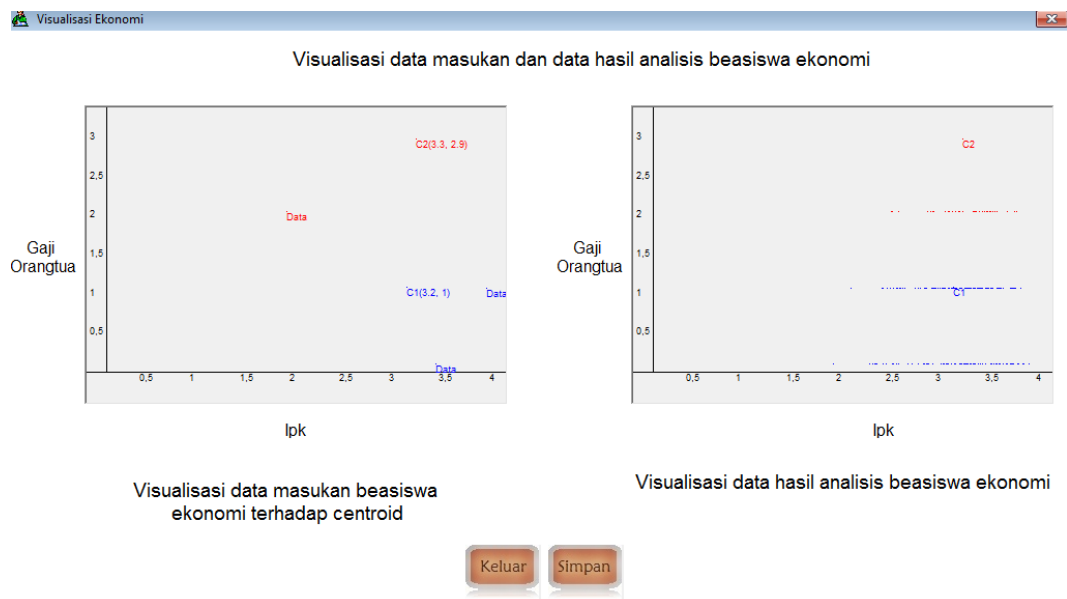 Visualisasi Ekonomi
Visualisasi data masukan dan data hasil analisis beasiswa ekonomi
3
C2(3.3, 2.9)
2,5
2
Data
Gaji
Orangtua
1,5
1
C1(3.2, 1)
Data
0,5
Data
0,5 1 1,5 2 2,5 3 3,5 4
Ipk
Visualisasi data masukan beasiswa
ekonomi terhadap centroid
3
C2
2,5
2
Gaji
Orangtua
1,5
1
C1
0,5
0,5 1 1,5 2 2,5 3 3,5 4
Ipk
Visualisasi data hasil analisis beasiswa ekonomi
Keluar
Simpan